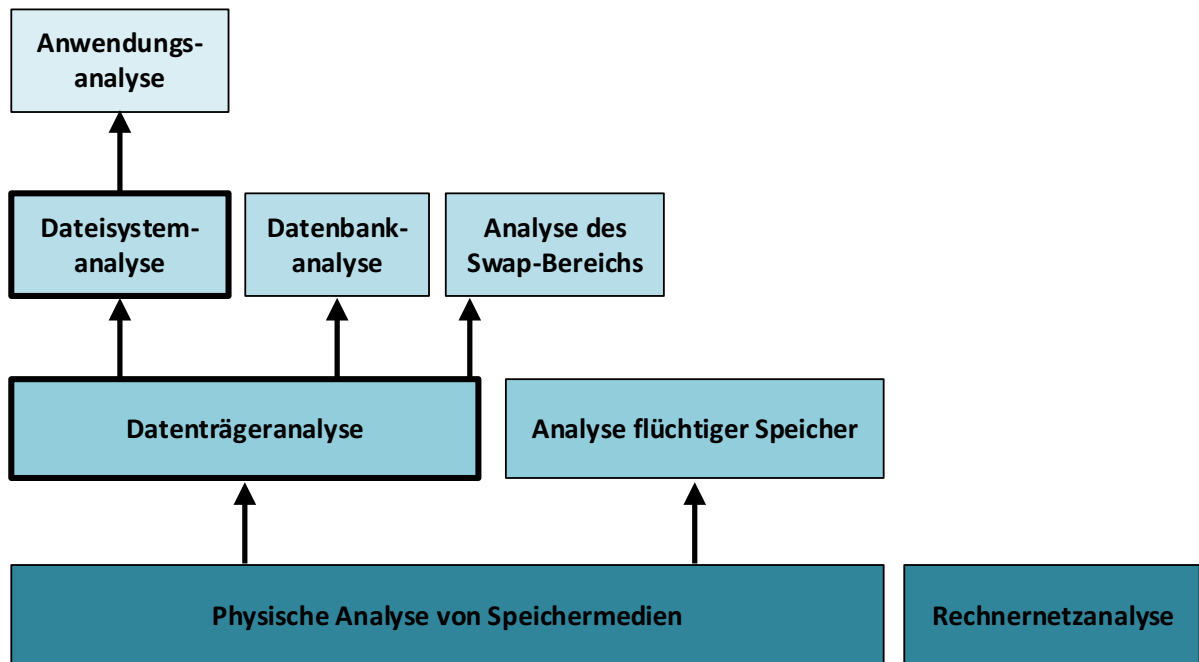 Anwendungs-
analyse
Dateisystem-
analyse
Datenbank-
analyse
Analyse des
Swap-Bereichs
Datenträgeranalyse
Analyse flüchtiger Speicher
Physische Analyse von Speichermedien
Rechnernetzanalyse